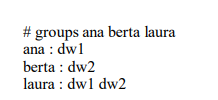 # groups ana berta laura
ana : dw1
berta : dw2
laura : dw1 dw2